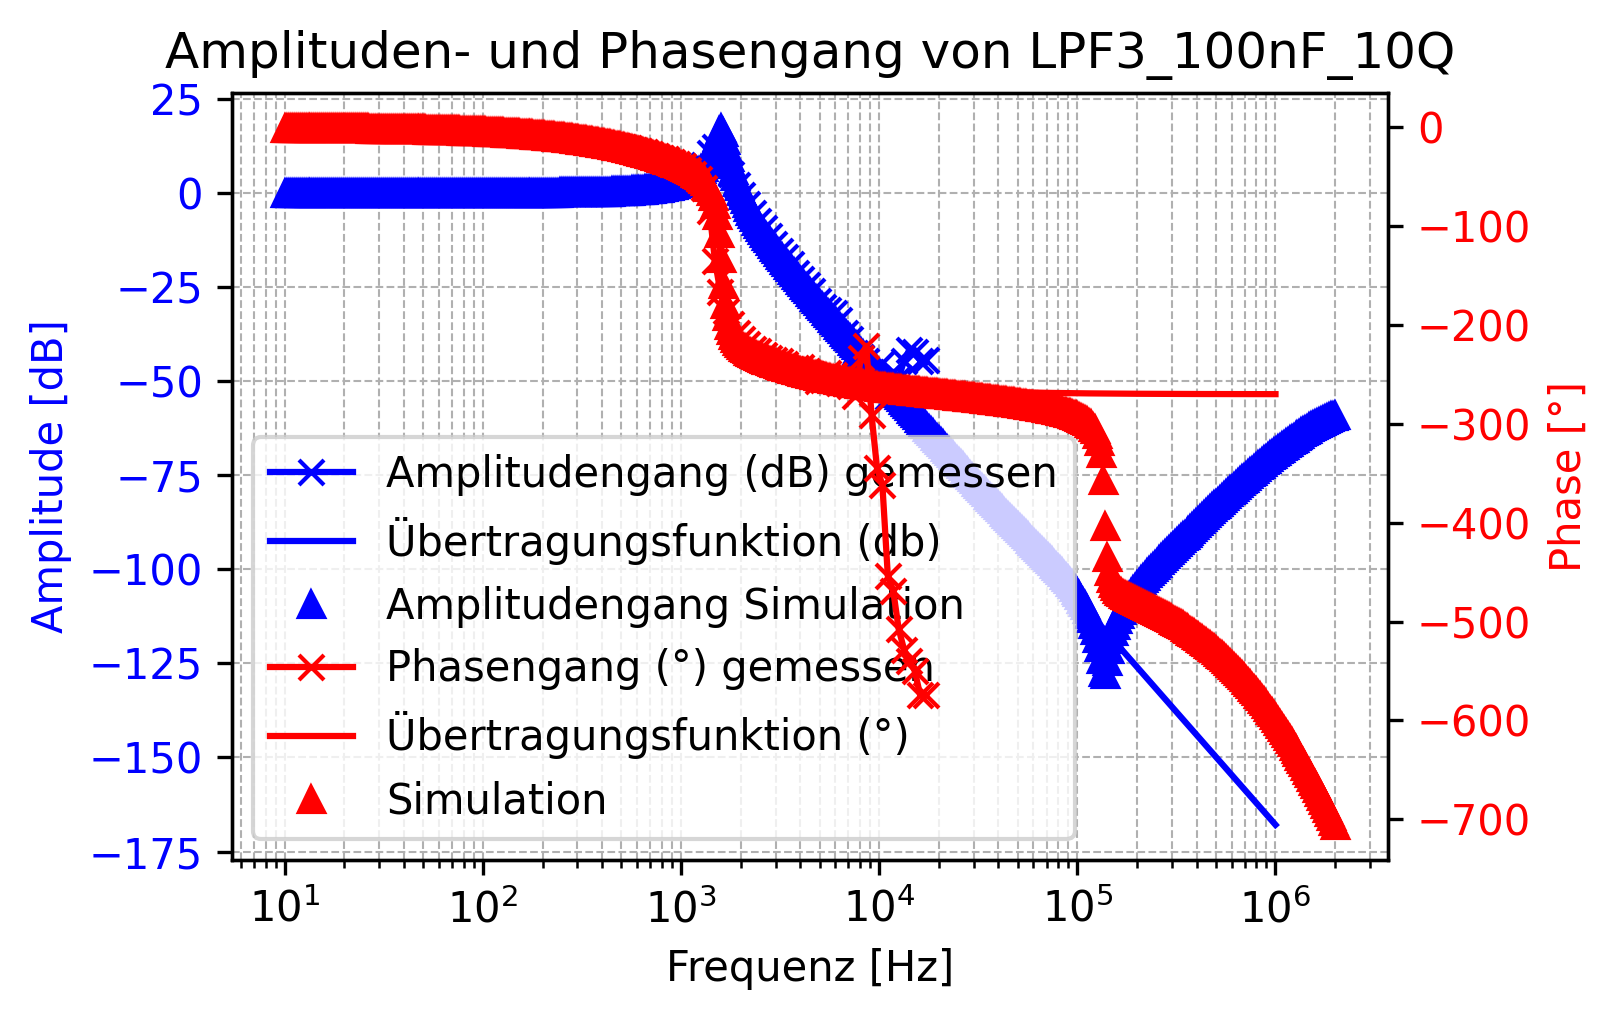 Amplituden- und Phasengang von LPF3_100nF_10Q
Amplitude [dB]
25
0
−25
−50
−75
−100
−125
−150
−175
Amplitudengang (dB) gemessen
Übertragungsfunktion (db)
Amplitudengang Simulation
Phasengang (°) gemessen
Übertragungsfunktion (°)
Simulation
0
−100
−200
−300
−400
−500
−600
−700
Phase [°]
10¹ 10² 10³ 10⁴ 10⁵ 10⁶
Frequenz [Hz]